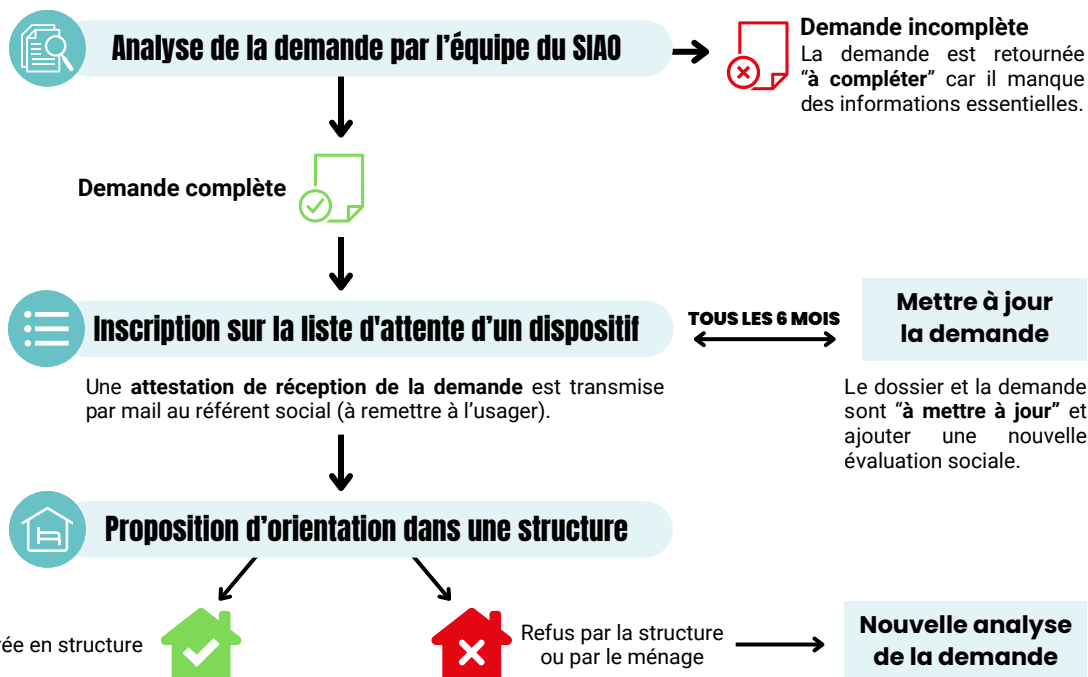 Analyse de la demande par l'équipe du SIAO
Demande incomplète
La demande est retournée
"à compléter" car il manque
des informations essentielles.
Demande complète
Inscription sur la liste d'attente d'un dispositif
TOUS LES 6 MOIS
Mettre à jour
la demande
Une attestation de réception de la demande est transmise
par mail au référent social (à remettre à l'usager).
Le dossier et la demande
sont "à mettre à jour" et
ajouter une nouvelle
évaluation sociale.
Proposition d'orientation dans une structure
rée en structure
Refus par la structure
ou par le ménage
Nouvelle analyse
de la demande